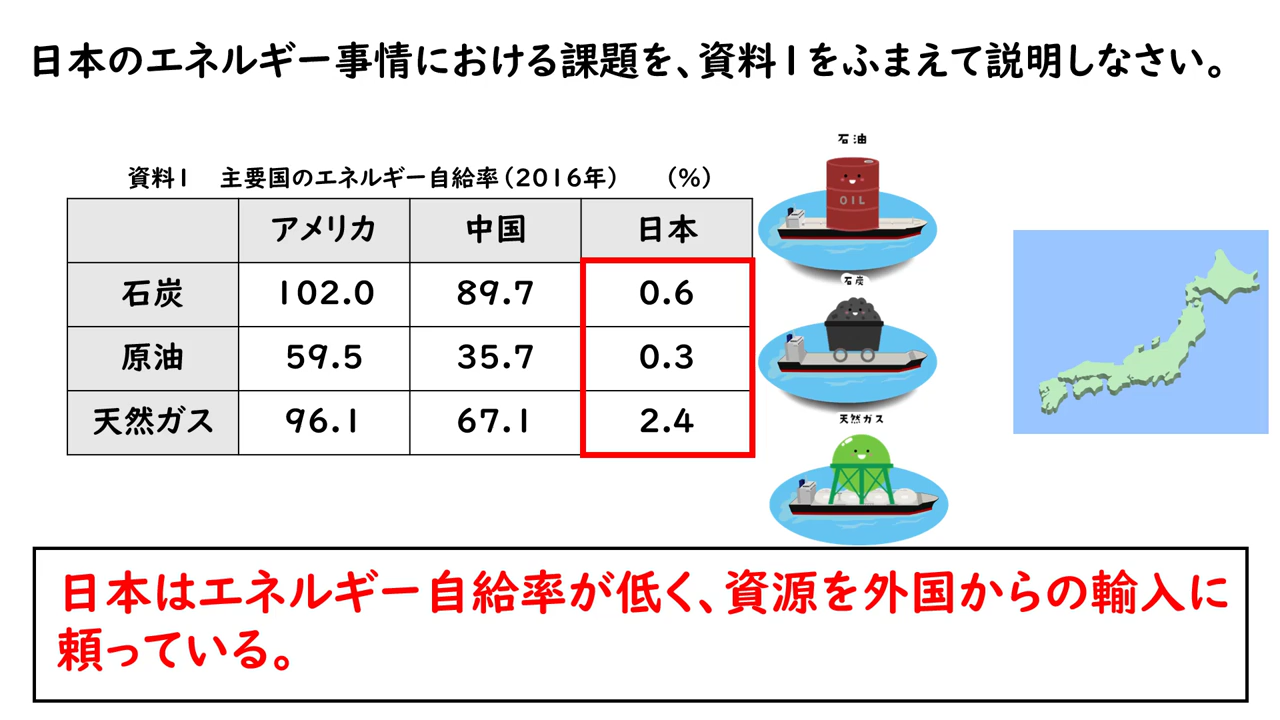 日本のエネルギー事情における課題を、資料1をふまえて説明しなさい。
資料1　主要国のエネルギー自給率（2016年）　（%）
アメリカ 中国 日本
石炭 102.0 89.7 0.6
原油 59.5 35.7 0.3
天然ガス 96.1 67.1 2.4
石油
OIL
石炭
天然ガス
日本はエネルギー自給率が低く、資源を外国からの輸入に
頼っている。